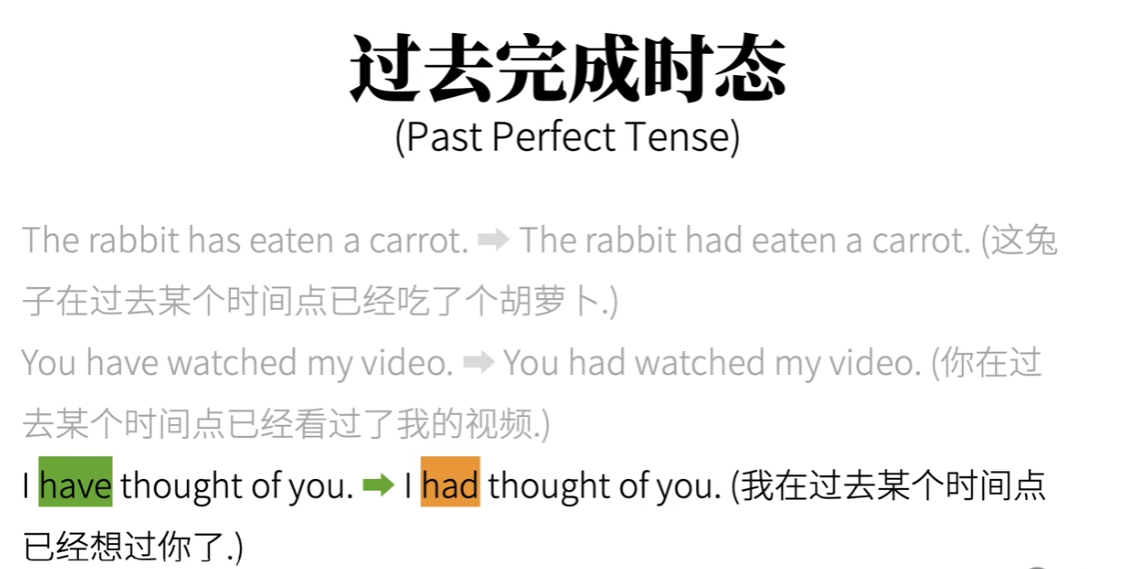 过去完成时态
(Past Perfect Tense)
The rabbit has eaten a carrot. ➡ The rabbit had eaten a carrot. (这兔
子在过去某个时间点已经吃了个胡萝卜.)
You have watched my video. ➡ You had watched my video. (你在过
去某个时间点已经看过了我的视频.)
I have thought of you. ➡ I had thought of you. (我在过去某个时间点
已经想过你了.)